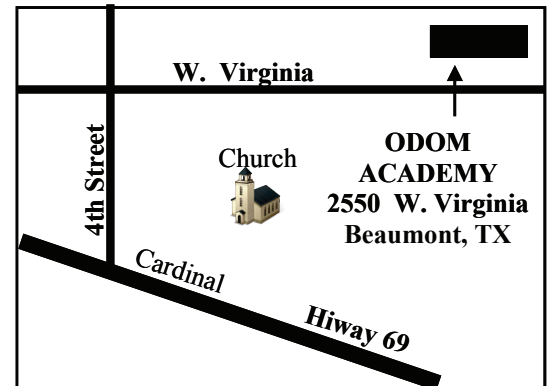 W. Virginia
4th Street
Church
ODOM
ACADEMY
2550 W. Virginia
Beaumont, TX
Cardinal
Hiway 69